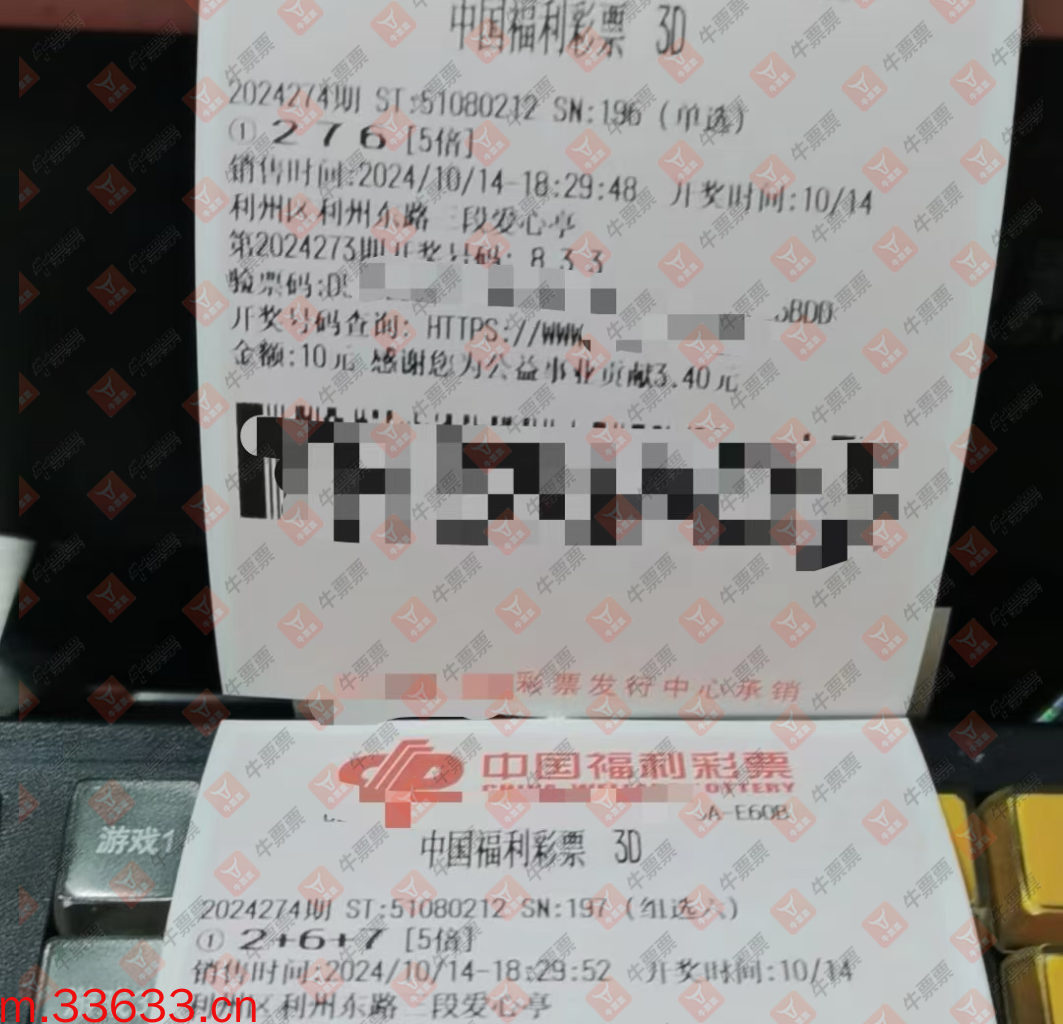 中国福利彩票 3D
2024274期 ST:51080212 SN:196 (单选)
① 2 7 6 [5倍]
销售时间:2024/10/14-18:29:48 开奖时间:10/14
利州区利州东路三段爱心亭
第2024273期开奖号码: 8 3 3
验票码:D 6BDD
开奖号码查询: HTTPS://WWW.
金额:10元 感谢您为公益事业贡献3.40元
彩票发行中心承销
中国福利彩票
CHINA WELFARE LOTTERY
A-E60B
中国福利彩票 3D
游戏1
2024274期 ST:51080212 SN:197 (组选六)
① 2+6+7 [5倍]
销售时间:2024/10/14-18:29:52 开奖时间:10/14
利州区利州东路三段爱心亭
m.33633.cn
牛票票